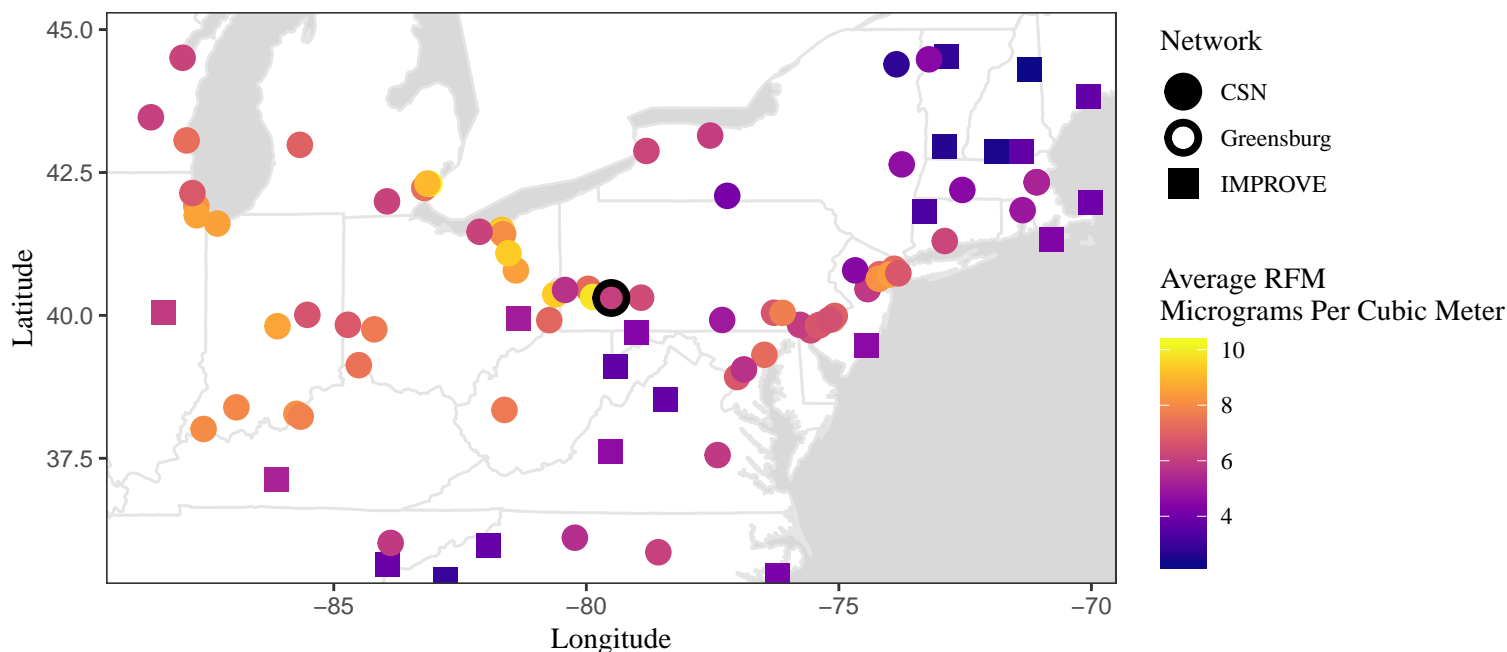 45.0
42.5
40.0
37.5
Latitude
−85
−80
−75
−70
Longitude
Network
CSN
Greensburg
IMPROVE
Average RFM
Micrograms Per Cubic Meter
10
8
6
4